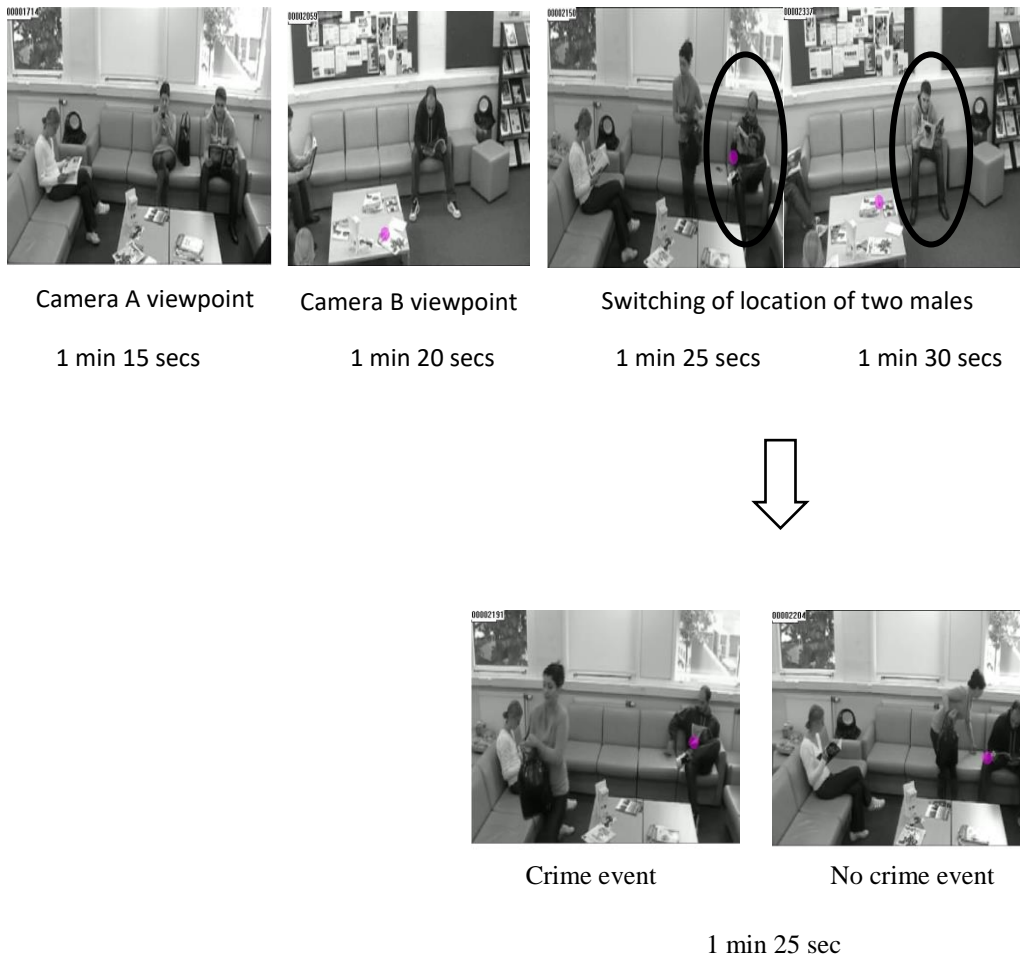 00001714
00002059
00002150
00002337
Camera A viewpoint
Camera B viewpoint
Switching of location of two males
1 min 15 secs
1 min 20 secs
1 min 25 secs
1 min 30 secs
00002191
00002204
Crime event
No crime event
1 min 25 sec